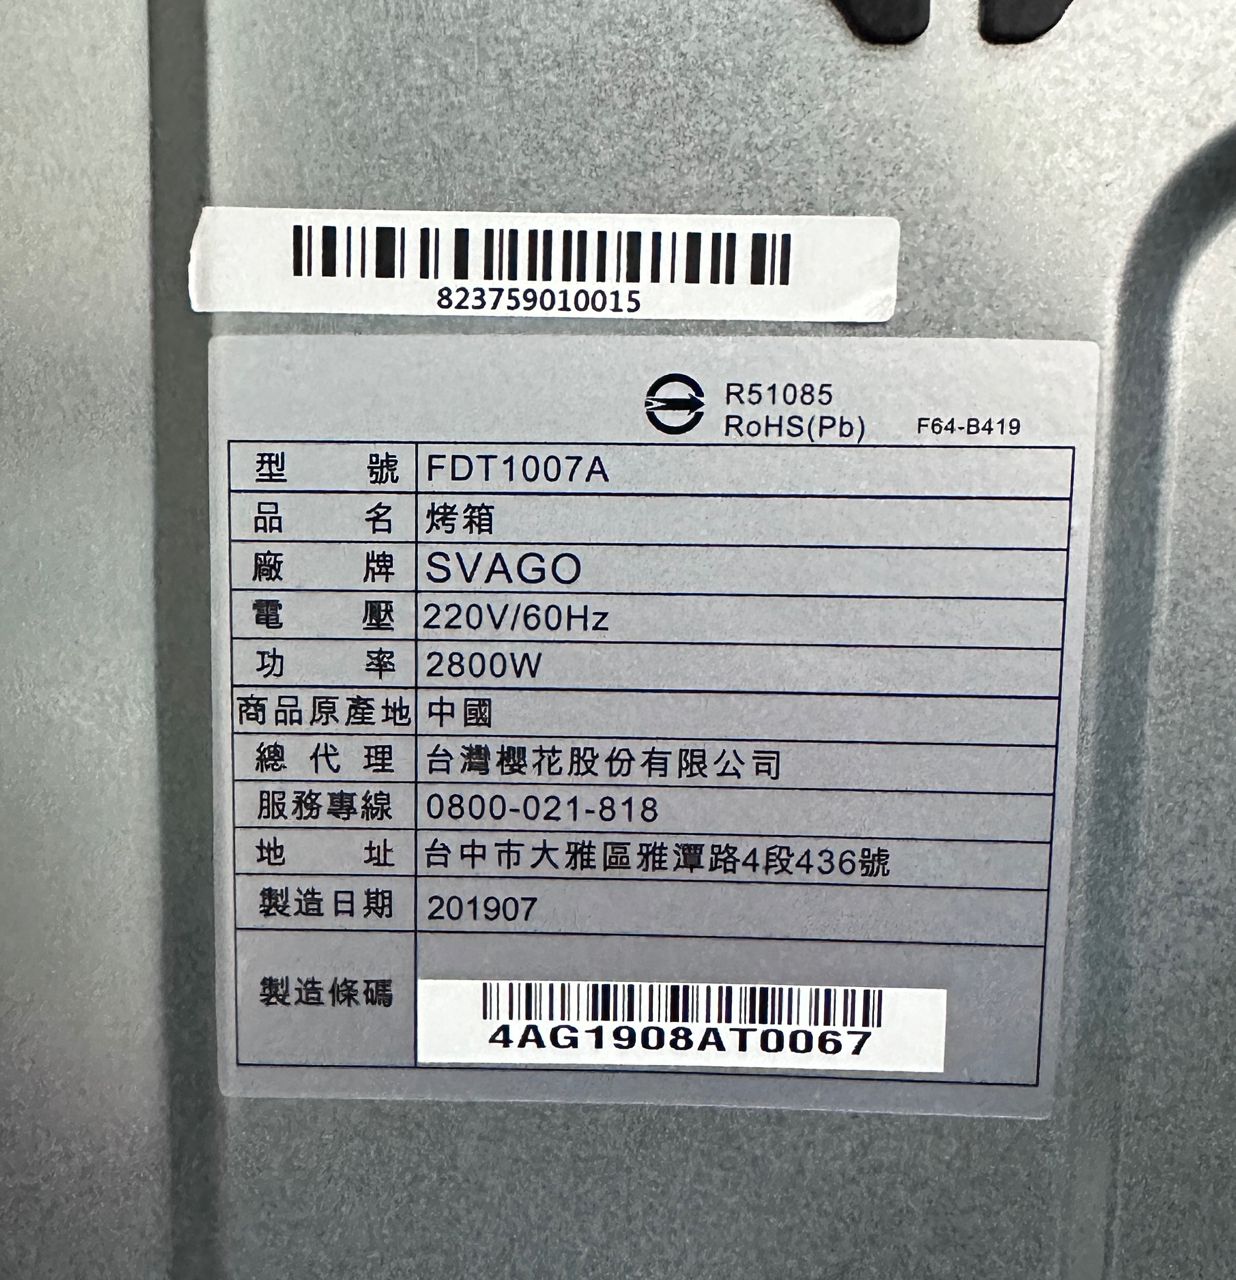 823759010015
R51085
RoHS(Pb) F64-B419
型號 FDT1007A
品名 烤箱
廠牌 SVAGO
電壓 220V/60Hz
功率 2800W
商品原產地 中國
總代理 台灣櫻花股份有限公司
服務專線 0800-021-818
地址 台中市大雅區雅潭路4段436號
製造日期 201907
製造條碼
4AG1908AT0067